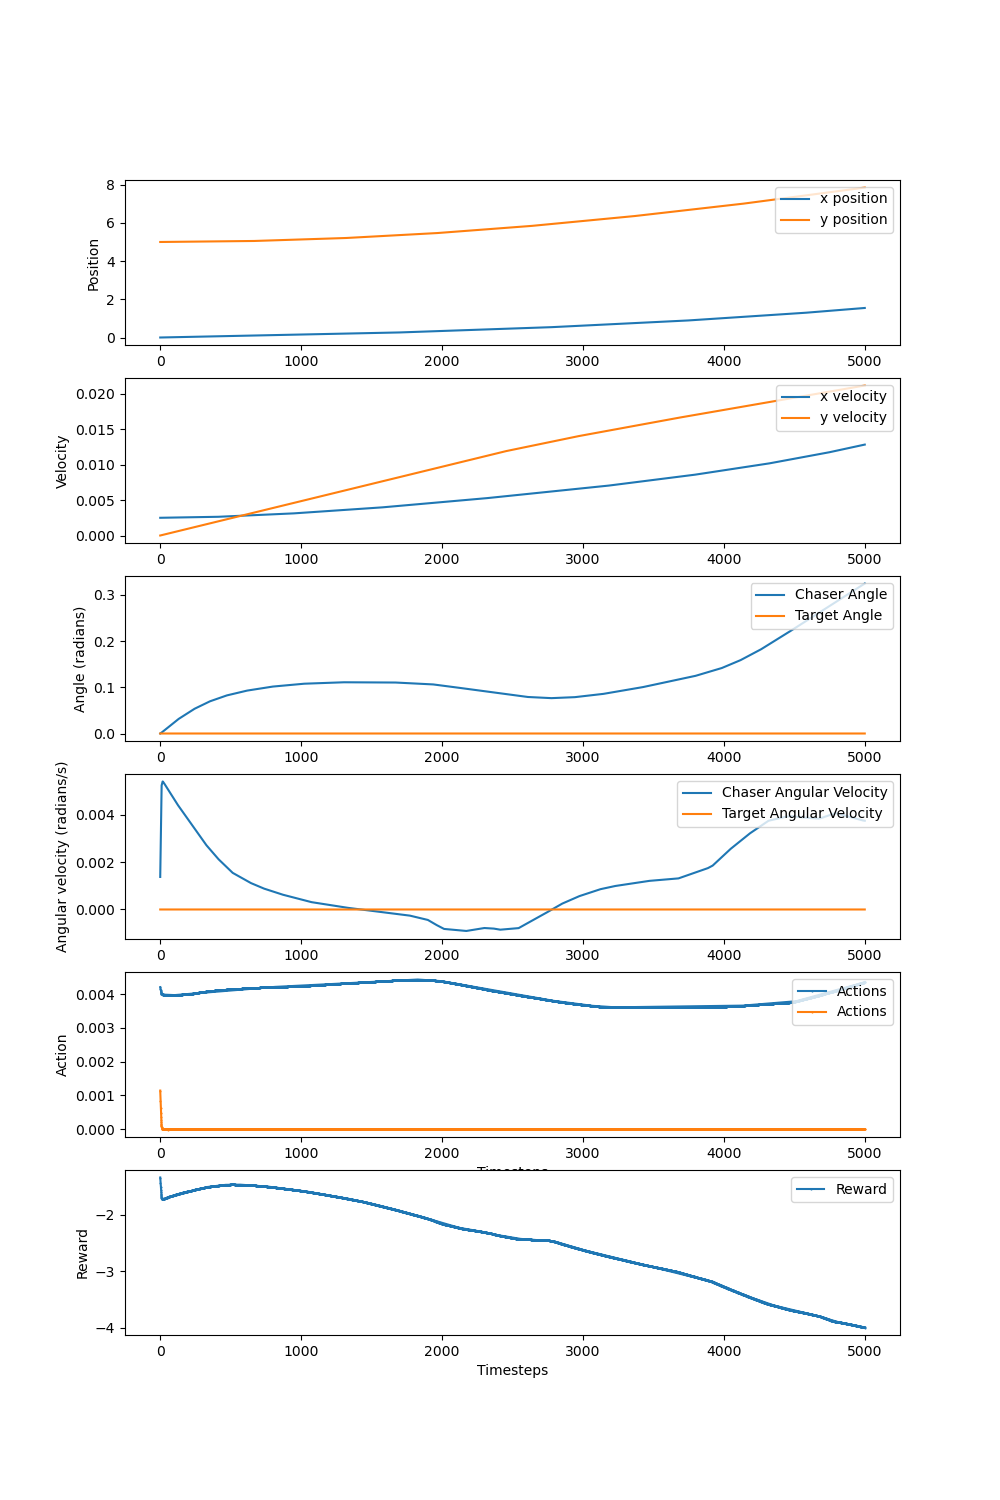 8
6
4
2
0
Position
x position
y position
0 1000 2000 3000 4000 5000
0.020
0.015
0.010
0.005
0.000
Velocity
x velocity
y velocity
0 1000 2000 3000 4000 5000
0.3
0.2
0.1
0.0
Angle (radians)
Chaser Angle
Target Angle
0 1000 2000 3000 4000 5000
0.004
0.002
0.000
Angular velocity (radians/s)
Chaser Angular Velocity
Target Angular Velocity
0 1000 2000 3000 4000 5000
0.004
0.003
0.002
0.001
0.000
Action
Actions
Actions
0 1000 2000 3000 4000 5000
Timesteps
−2
−3
−4
Reward
Reward
0 1000 2000 3000 4000 5000
Timesteps